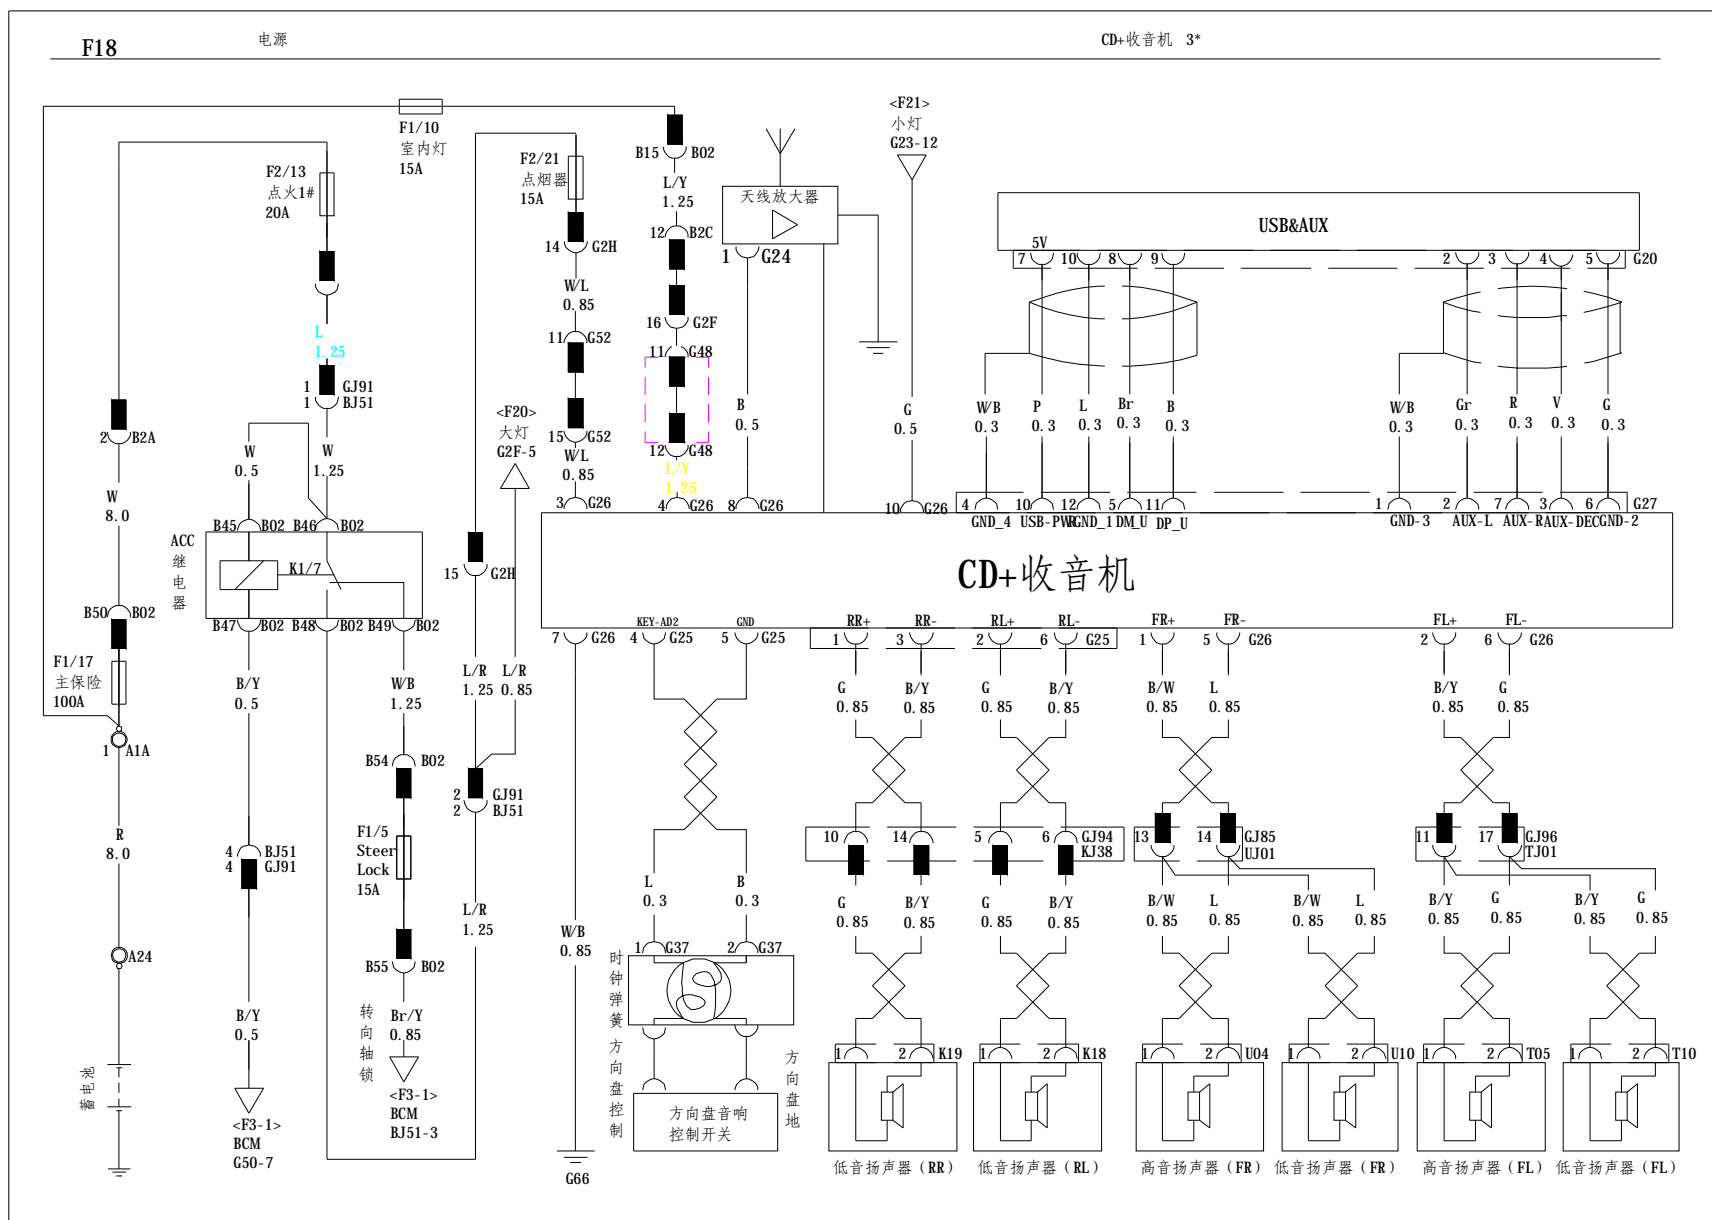 F18
电源
CD+收音机 3*
F1/10
室内灯
15A
F2/13
点火1#
20A
F2/21
点烟器
15A
B15
B02
L/Y
1.25
12
B2C
16
G2F
11
G48
12
G48
L/Y
1.25
4
G26
天线放大器
1
G24
B
0.5
8
G26
<F21>
小灯
G23-12
G
0.5
10
G26
USB&AUX
5V
7
10
8
9
2
3
4
5
G20
W/B
0.3
P
0.3
L
0.3
Br
0.3
B
0.3
W/B
0.3
Gr
0.3
R
0.3
V
0.3
G
0.3
4
10
12
5
11
1
2
7
3
6
G27
GND_4
USB-PWR
GND_1
DM_U
DP_U
GND-3
AUX-L
AUX-R
AUX-DEC
GND-2
14
G2H
W/L
0.85
11
G52
15
G52
W/L
0.85
3
G26
L
1.25
1
GJ91
1
BJ51
W
0.5
W
1.25
2
B2A
W
8.0
B50
B02
F1/17
主保险
100A
1
A1A
R
8.0
A24
蓄电池
B45
B02
B46
B02
ACC
继
电
器
K1/7
B47
B02
B48
B02
B49
B02
B/Y
0.5
4
BJ51
4
GJ91
B/Y
0.5
<F3-1>
BCM
G50-7
W/B
1.25
B54
B02
F1/5
Steer
Lock
15A
B55
B02
转
向
轴
锁
Br/Y
0.85
<F3-1>
BCM
BJ51-3
<F20>
大灯
G2F-5
15
G2H
L/R
1.25
L/R
0.85
2
GJ91
2
BJ51
L/R
1.25
CD+收音机
7
G26
W/B
0.85
G66
KEY-AD2
4
G25
GND
5
G25
L
0.3
B
0.3
1
G37
2
G37
时
钟
弹
簧
方
向
盘
控
制
方
向
盘
地
方向盘音响
控制开关
RR+
RR-
RL+
RL-
FR+
FR-
FL+
FL-
1
3
2
6
G25
1
5
G26
2
6
G26
G
0.85
B/Y
0.85
G
0.85
B/Y
0.85
B/W
0.85
L
0.85
B/Y
0.85
G
0.85
10
14
5
6
GJ94
KJ38
13
14
GJ85
UJ01
11
17
GJ96
TJ01
G
0.85
B/Y
0.85
G
0.85
B/Y
0.85
B/W
0.85
L
0.85
B/W
0.85
L
0.85
B/Y
0.85
G
0.85
B/Y
0.85
G
0.85
1
2
K19
1
2
K18
1
2
U04
1
2
U10
1
2
T05
1
2
T10
低音扬声器(RR)
低音扬声器(RL)
高音扬声器(FR)
低音扬声器(FR)
高音扬声器(FL)
低音扬声器(FL)